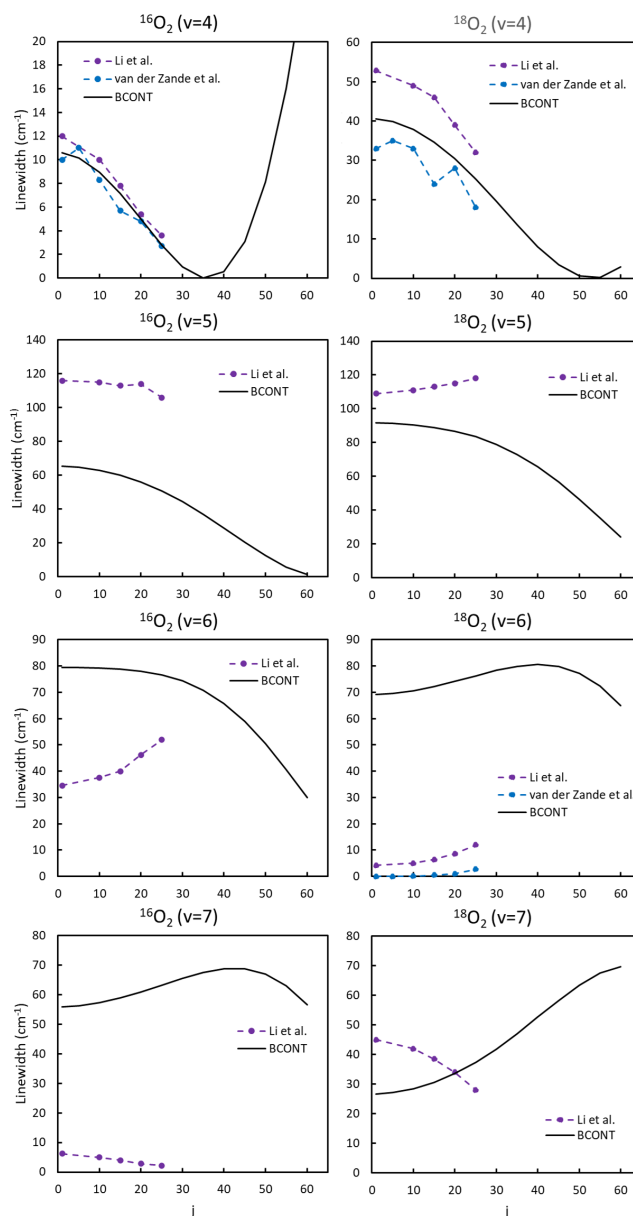 ¹⁶O₂ (v=4)
Linewidth (cm⁻¹)
20
18
16
14
12
10
8
6
4
2
0
Li et al.
van der Zande et al.
BCONT
0 10 20 30 40 50 60
¹⁸O₂ (v=4)
60
50
40
30
20
10
0
Li et al.
van der Zande et al.
BCONT
0 10 20 30 40 50 60
¹⁶O₂ (v=5)
Linewidth (cm⁻¹)
140
120
100
80
60
40
20
0
Li et al.
BCONT
0 10 20 30 40 50 60
¹⁸O₂ (v=5)
140
120
100
80
60
40
20
0
Li et al.
BCONT
0 10 20 30 40 50 60
¹⁶O₂ (v=6)
Linewidth (cm⁻¹)
90
80
70
60
50
40
30
20
10
0
Li et al.
BCONT
0 10 20 30 40 50 60
¹⁸O₂ (v=6)
90
80
70
60
50
40
30
20
10
0
Li et al.
van der Zande et al.
BCONT
0 10 20 30 40 50 60
¹⁶O₂ (v=7)
Linewidth (cm⁻¹)
80
70
60
50
40
30
20
10
0
Li et al.
BCONT
0 10 20 30 40 50 60
j
¹⁸O₂ (v=7)
80
70
60
50
40
30
20
10
0
Li et al.
BCONT
0 10 20 30 40 50 60
j